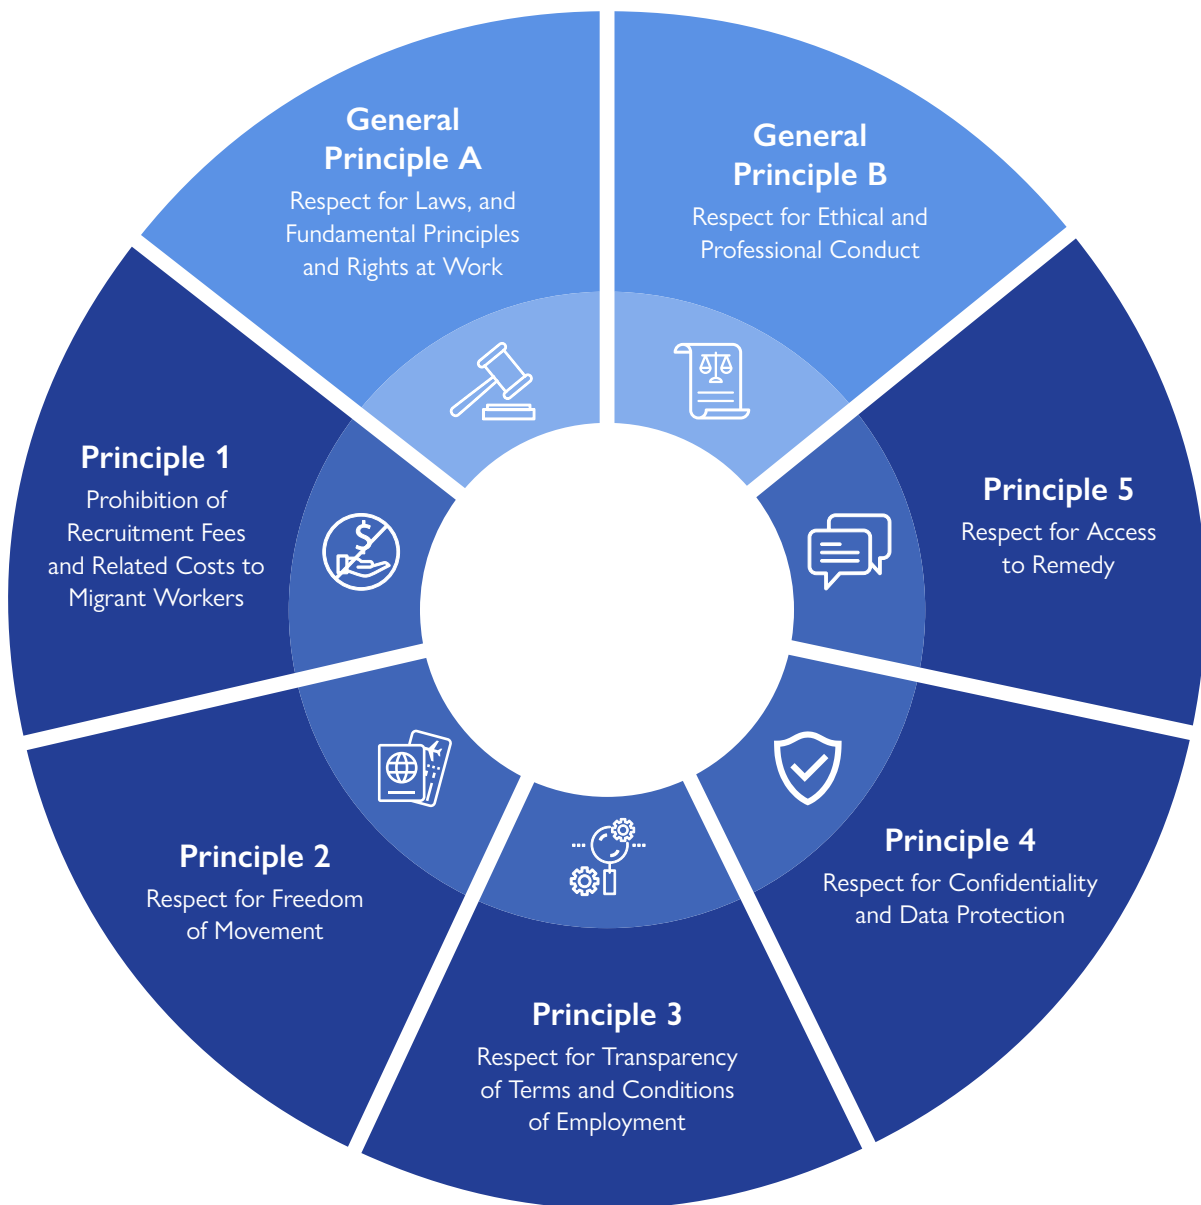 General
Principle A
Respect for Laws, and
Fundamental Principles
and Rights at Work
General
Principle B
Respect for Ethical and
Professional Conduct
Principle 1
Prohibition of
Recruitment Fees
and Related Costs to
Migrant Workers
$
Principle 5
Respect for Access
to Remedy
Principle 2
Respect for Freedom
of Movement
Principle 4
Respect for Confidentiality
and Data Protection
Principle 3
Respect for Transparency
of Terms and Conditions
of Employment